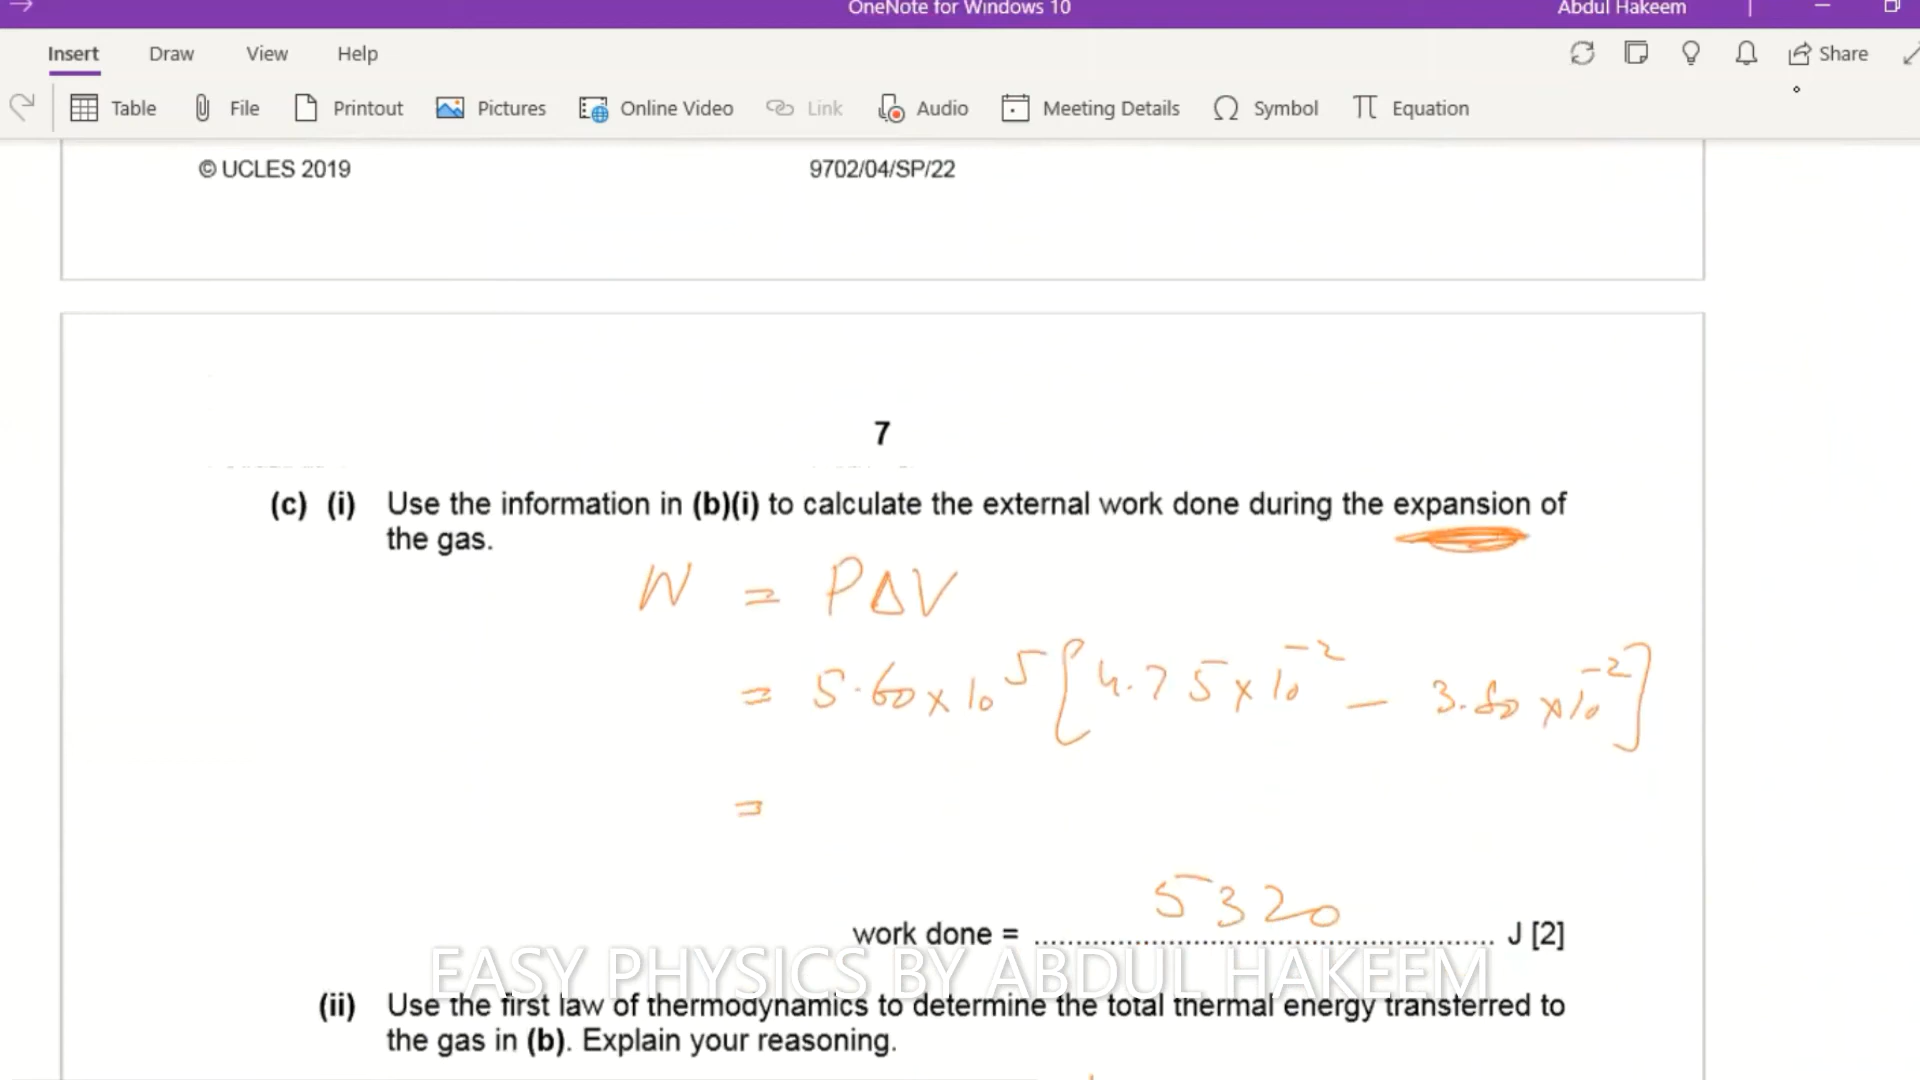 OneNote for Windows 10
Abdul Hakeem
Insert Draw View Help Share
Table File Printout Pictures Online Video Link Audio Meeting Details Symbol Equation
© UCLES 2019 9702/04/SP/22
7
(c) (i) Use the information in (b)(i) to calculate the external work done during the expansion of
the gas.
W = PΔV
= 5.60 × 10⁵ [4.75 × 10⁻² − 3.80 × 10⁻²]
=
5320
work done = ........................................................ J [2]
EASY PHYSICS BY ABDUL HAKEEM
(ii) Use the first law of thermodynamics to determine the total thermal energy transferred to
the gas in (b). Explain your reasoning.